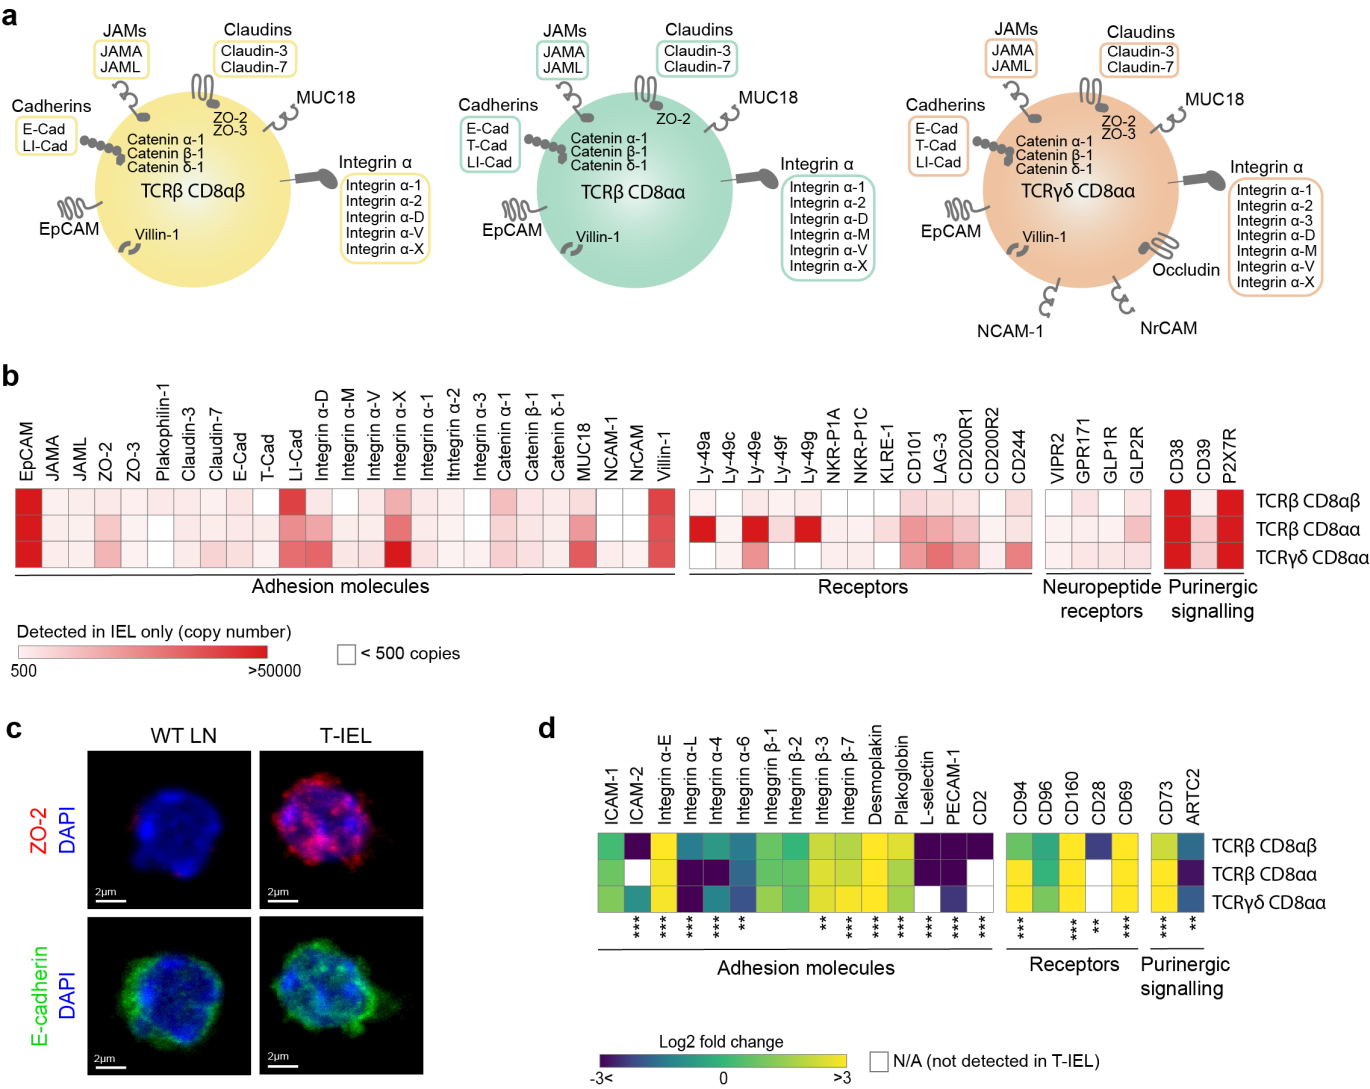 a
JAMs
JAMA
JAML
Claudins
Claudin-3
Claudin-7
Cadherins
E-Cad
LI-Cad
ZO-2
ZO-3
MUC18
Catenin α-1
Catenin β-1
Catenin δ-1
TCRβ CD8αβ
Integrin α
Integrin α-1
Integrin α-2
Integrin α-D
Integrin α-V
Integrin α-X
EpCAM
Villin-1
JAMs
JAMA
JAML
Claudins
Claudin-3
Claudin-7
Cadherins
E-Cad
T-Cad
LI-Cad
ZO-2
MUC18
Catenin α-1
Catenin β-1
Catenin δ-1
TCRβ CD8αα
Integrin α
Integrin α-1
Integrin α-2
Integrin α-D
Integrin α-M
Integrin α-V
Integrin α-X
EpCAM
Villin-1
JAMs
JAMA
JAML
Claudins
Claudin-3
Claudin-7
Cadherins
E-Cad
T-Cad
LI-Cad
ZO-2
ZO-3
MUC18
Catenin α-1
Catenin β-1
Catenin δ-1
TCRγδ CD8αα
Integrin α
Integrin α-1
Integrin α-2
Integrin α-3
Integrin α-D
Integrin α-M
Integrin α-V
Integrin α-X
EpCAM
Villin-1
Occludin
NCAM-1
NrCAM
b
EpCAM
JAMA
JAML
ZO-2
ZO-3
Plakophilin-1
Claudin-3
Claudin-7
E-Cad
T-Cad
LI-Cad
Integrin α-D
Integrin α-M
Integrin α-V
Integrin α-X
Integrin α-1
Itntegrin α-2
Integrin α-3
Catenin α-1
Catenin β-1
Catenin δ-1
MUC18
NCAM-1
NrCAM
Villin-1
Ly-49a
Ly-49c
Ly-49e
Ly-49f
Ly-49g
NKR-P1A
NKR-P1C
KLRE-1
CD101
LAG-3
CD200R1
CD200R2
CD244
VIPR2
GPR171
GLP1R
GLP2R
CD38
CD39
P2X7R
TCRβ CD8αβ
TCRβ CD8αα
TCRγδ CD8αα
Adhesion molecules
Receptors
Neuropeptide
receptors
Purinergic
signalling
Detected in IEL only (copy number)
500
>50000
< 500 copies
c
WT LN
T-IEL
ZO-2
DAPI
2µm
2µm
E-cadherin
DAPI
2µm
2µm
d
ICAM-1
ICAM-2
Integrin α-E
Integrin α-L
Integrin α-4
Integrin α-6
Integgrin β-1
Integrin β-2
Integrin β-3
Integrin β-7
Desmoplakin
Plakoglobin
L-selectin
PECAM-1
CD2
CD94
CD96
CD160
CD28
CD69
CD73
ARTC2
TCRβ CD8αβ
TCRβ CD8αα
TCRγδ CD8αα
*** *** *** *** ** ** *** *** *** *** *** *** *** *** ** *** *** **
Adhesion molecules
Receptors
Purinergic
signalling
Log2 fold change
-3<
0
>3
N/A (not detected in T-IEL)